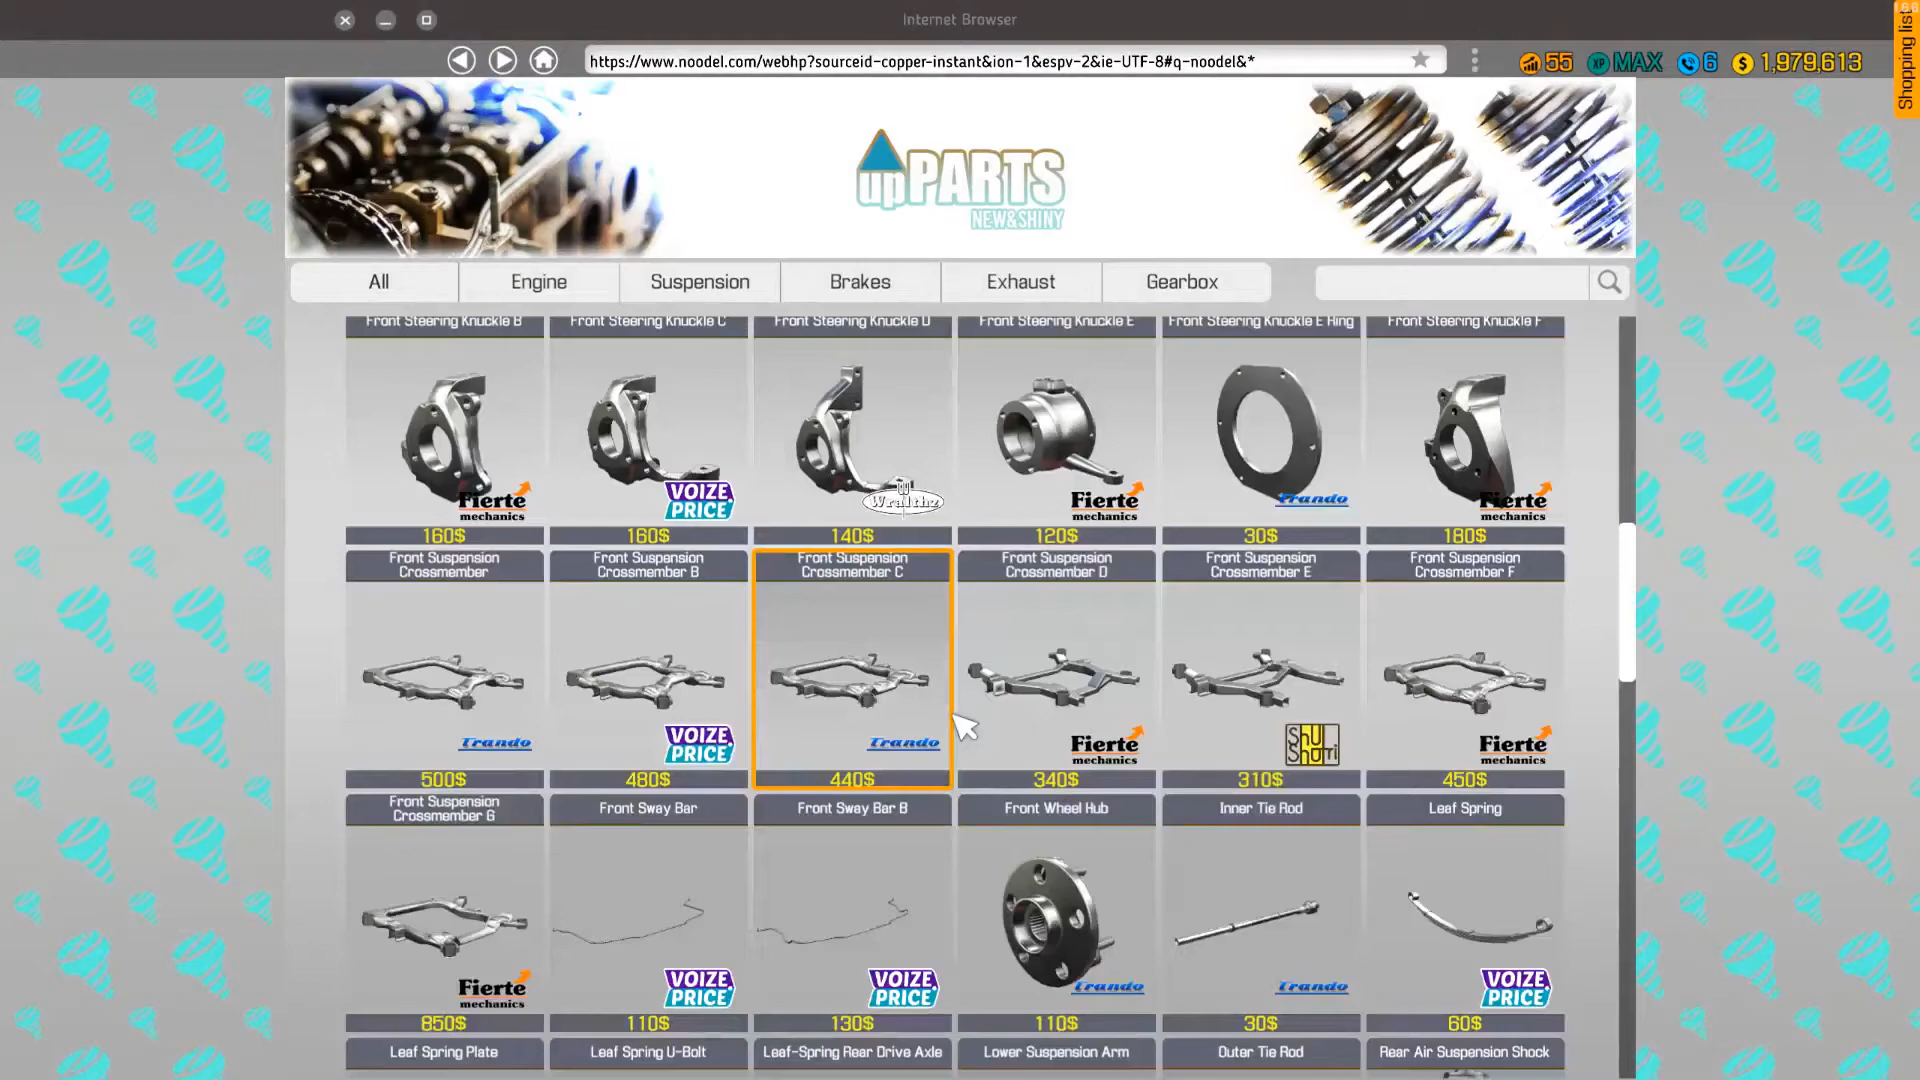 Internet Browser
https://www.noodel.com/webhp?sourceid-copper-instant&ion-1&espv-2&ie-UTF-8#q-noodel&*
55
XP MAX
6
$ 1,979,613
Shopping list
upPARTS
NEW&SHINY
All
Engine
Suspension
Brakes
Exhaust
Gearbox
Front Steering Knuckle B
Front Steering Knuckle C
Front Steering Knuckle D
Front Steering Knuckle E
Front Steering Knuckle E Ring
Front Steering Knuckle F
Fierte
mechanics
VOIZE
PRICE
Wralthz
Fierte
mechanics
Trando
Fierte
mechanics
160$
160$
140$
120$
30$
180$
Front Suspension
Crossmember
Front Suspension
Crossmember B
Front Suspension
Crossmember C
Front Suspension
Crossmember D
Front Suspension
Crossmember E
Front Suspension
Crossmember F
Trando
VOIZE
PRICE
Trando
Fierte
mechanics
Shu
Shuri
Fierte
mechanics
500$
480$
440$
340$
310$
450$
Front Suspension
Crossmember G
Front Sway Bar
Front Sway Bar B
Front Wheel Hub
Inner Tie Rod
Leaf Spring
Fierte
mechanics
VOIZE
PRICE
VOIZE
PRICE
Trando
Trando
VOIZE
PRICE
850$
110$
130$
110$
30$
60$
Leaf Spring Plate
Leaf Spring U-Bolt
Leaf-Spring Rear Drive Axle
Lower Suspension Arm
Outer Tie Rod
Rear Air Suspension Shock